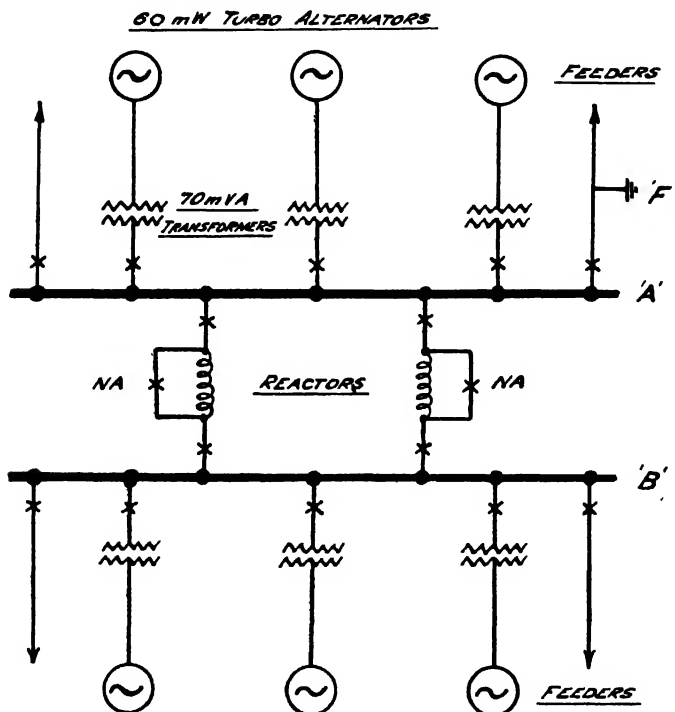 60 mW TURBO ALTERNATORS
FEEDERS
70 mVA
TRANSFORMERS
'F
'A'
NA
REACTORS
NA
'B'
FEEDERS